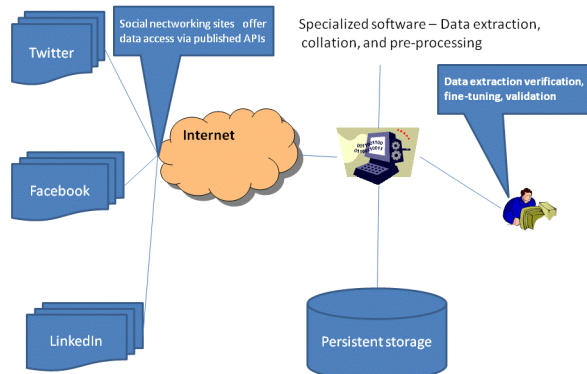 Twitter
Social nectworking sites offer
data access via published APIs
Specialized software – Data extraction,
collation, and pre-processing
Data extraction verification,
fine-tuning, validation
Internet
Facebook
LinkedIn
Persistent storage